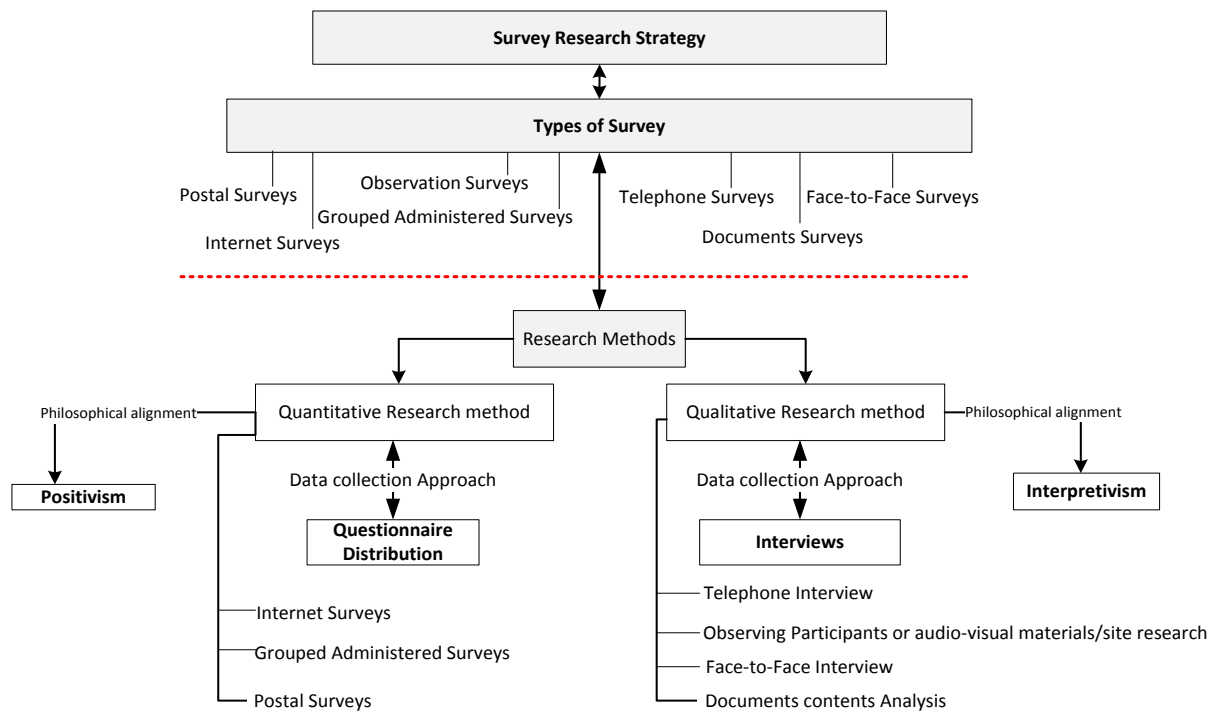 Survey Research Strategy
Types of Survey
Postal Surveys
Observation Surveys
Telephone Surveys
Face-to-Face Surveys
Grouped Administered Surveys
Internet Surveys
Documents Surveys
Research Methods
Philosophical alignment
Quantitative Research method
Qualitative Research method
Philosophical alignment
Data collection Approach
Data collection Approach
Positivism
Interpretivism
Questionnaire
Distribution
Interviews
Internet Surveys
Grouped Administered Surveys
Postal Surveys
Telephone Interview
Observing Participants or audio-visual materials/site research
Face-to-Face Interview
Documents contents Analysis